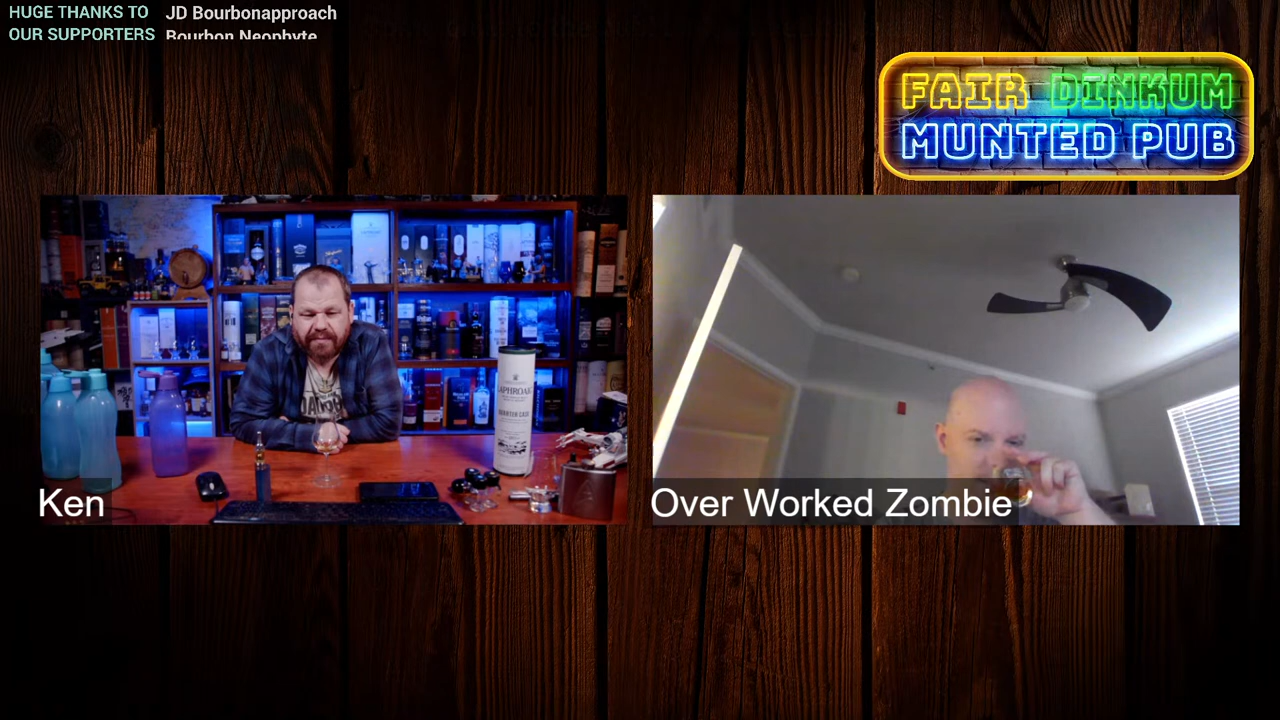 HUGE THANKS TO
OUR SUPPORTERS
JD Bourbonapproach
Bourbon Neophyte
FAIR DINKUM
MUNTED PUB
LAPHROAIG
QUARTER CASK
Ken
Over Worked Zombie